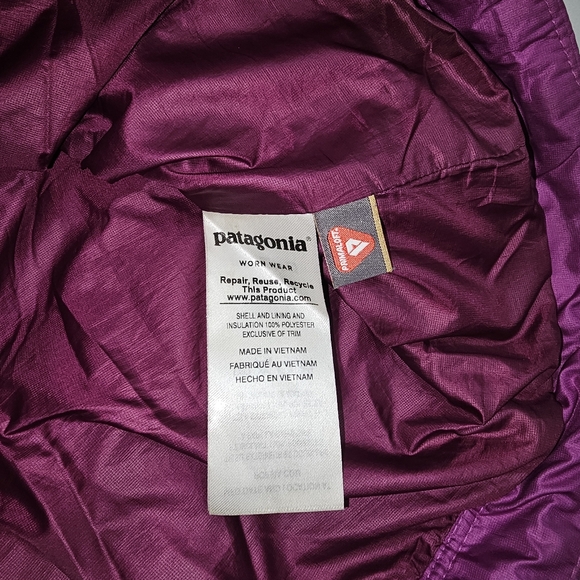 patagonia®
WORN WEAR
Repair, Reuse, Recycle
This Product
www.patagonia.com
SHELL AND LINING AND
INSULATION 100% POLYESTER
EXCLUSIVE OF TRIM
MADE IN VIETNAM
FABRIQUÉ AU VIETNAM
HECHO EN VIETNAM
PRIMALOFT®